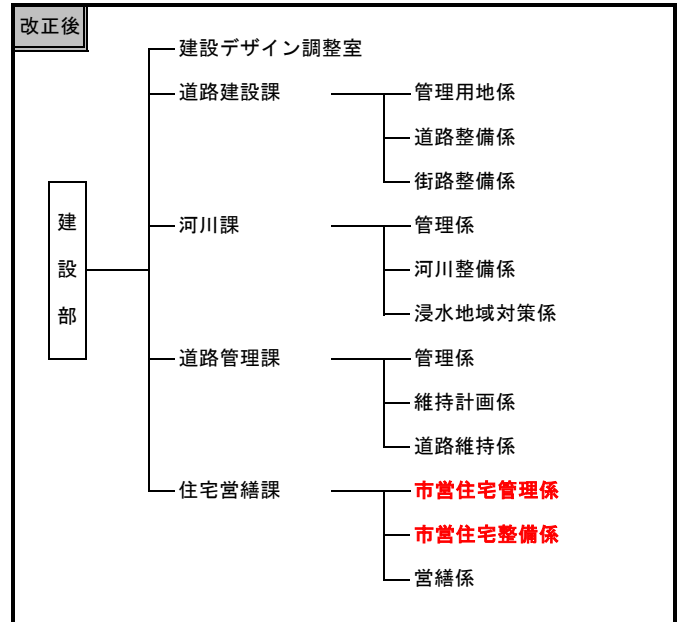 改正後
建設デザイン調整室
道路建設課 管理用地係
道路整備係
街路整備係
建設部
河川課 管理係
河川整備係
浸水地域対策係
道路管理課 管理係
維持計画係
道路維持係
住宅営繕課 市営住宅管理係
市営住宅整備係
営繕係